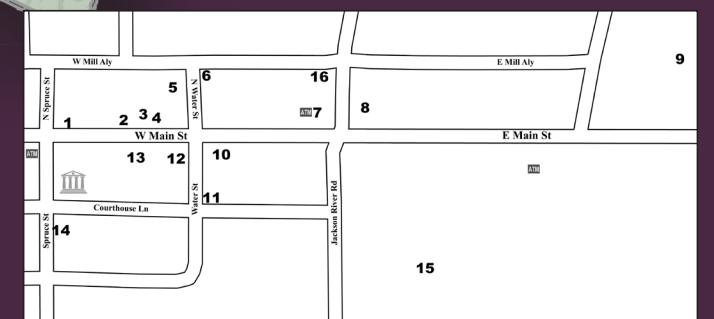 W Mill Aly
E Mill Aly
9
N Spruce St
5
6
N Water St
16
1
2
3
4
ATM
7
8
W Main St
E Main St
ATM
13
12
10
ATM
Courthouse Ln
Water St
11
Jackson River Rd
Spruce St
14
15